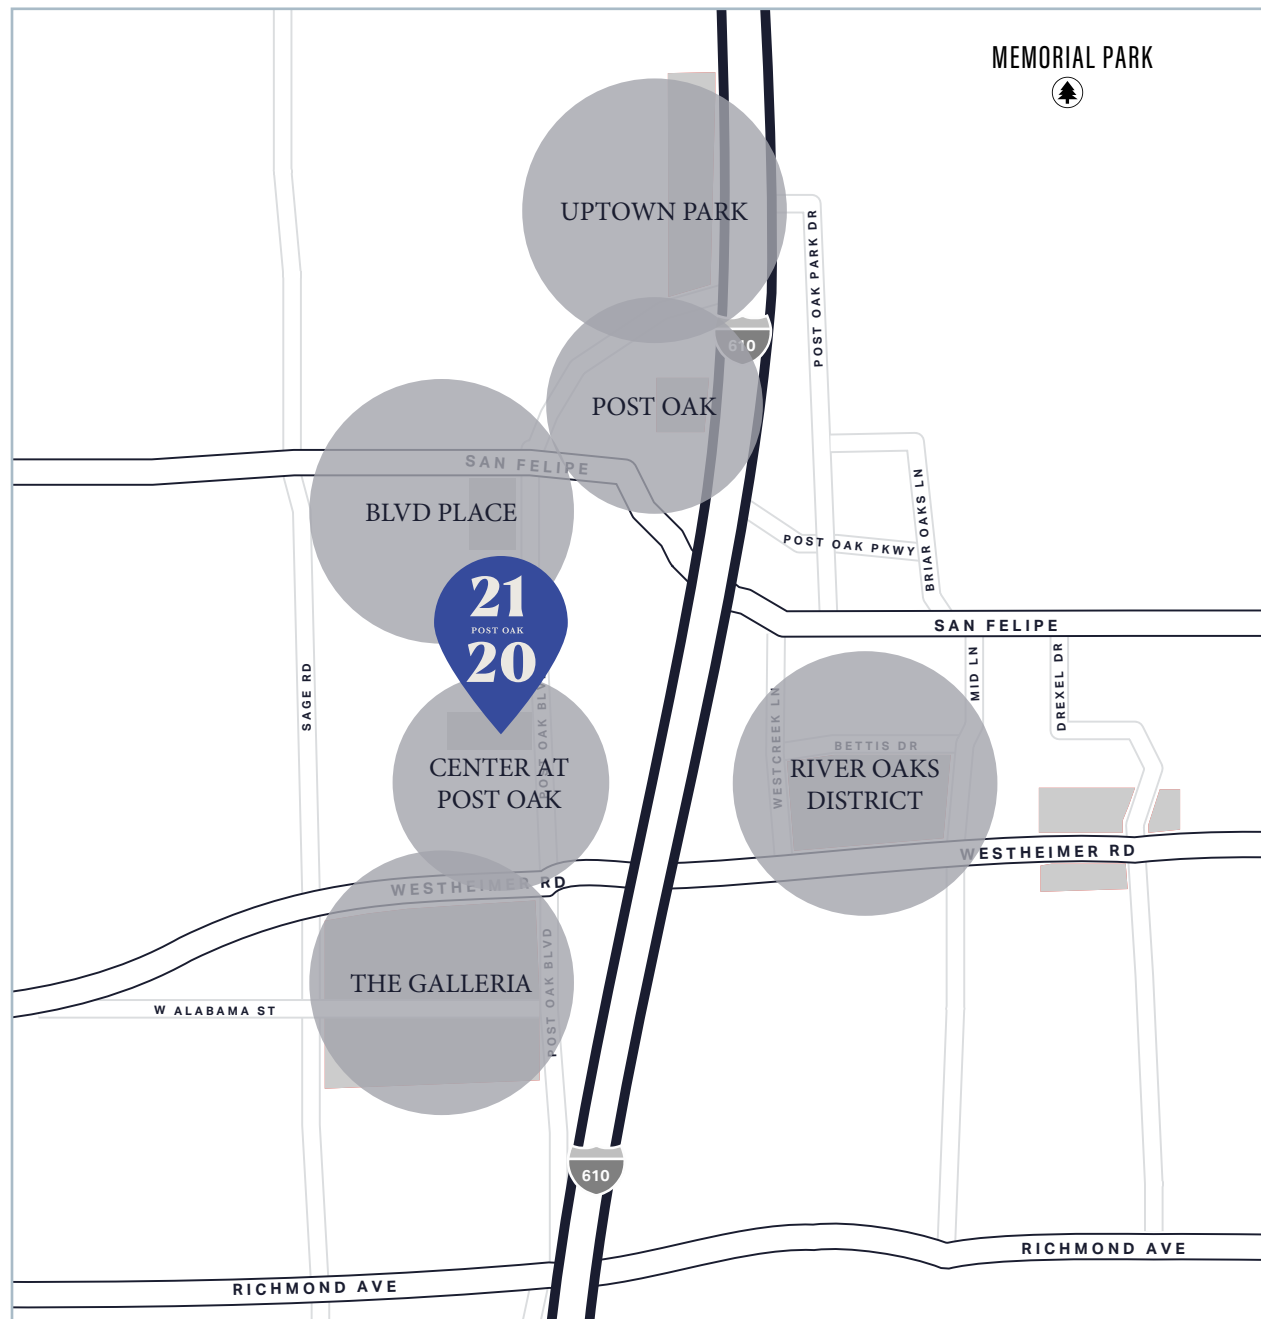 MEMORIAL PARK
UPTOWN PARK
POST OAK PARK DR
610
POST OAK
SAN FELIPE
BLVD PLACE
BRIAR OAKS LN
POST OAK PKWY
21
POST OAK
20
SAN FELIPE
SAGE RD
MID LN
DREXEL DR
POST OAK BLVD
WESTCREEK LN
BETTIS DR
CENTER AT
POST OAK
RIVER OAKS
DISTRICT
WESTHEIMER RD
WESTHEIMER RD
THE GALLERIA
POST OAK BLVD
W ALABAMA ST
610
RICHMOND AVE
RICHMOND AVE